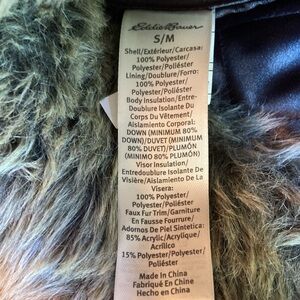 Eddie Bauer
S/M
Shell/Extérieur/Carcasa:
100% Polyester/
Polyester/Poliéster
Lining/Doublure/Forro:
100% Polyester/
Polyester/Poliéster
Body Insulation/Entre-
Doublure Isolante Du
Corps Du Vêtement/
Aislamiento Corporal:
DOWN (MINIMUM 80%
DOWN)/DUVET (MINIMUM
80% DUVET)/PLUMÓN
(MINIMO 80% PLUMÓN)
Visor Insulation/
Entredoublure Isolante De
Visière/Aislamiento De La
Visera:
100% Polyester/
Polyester/Poliéster
Faux Fur Trim/Garniture
En Fausse Fourrure/
Adornos De Piel Sintetica:
85% Acrylic/Acrylique/
Acrílico
15% Polyester/Polyester/
Poliéster
Made In China
Fabriqué En Chine
Hecho en China